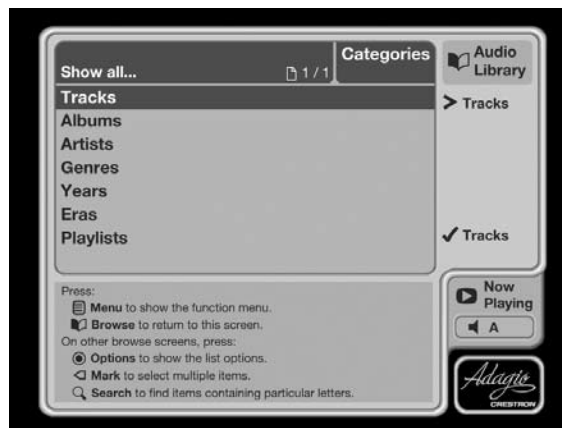 Categories
Show all...
1 / 1
Tracks
Albums
Artists
Genres
Years
Eras
Playlists
Audio
Library
> Tracks
✓ Tracks
Press:
Menu to show the function menu.
Browse to return to this screen.
On other browse screens, press:
Options to show the list options.
Mark to select multiple items.
Search to find items containing particular letters.
Now
Playing
A
Adagio
CRESTRON